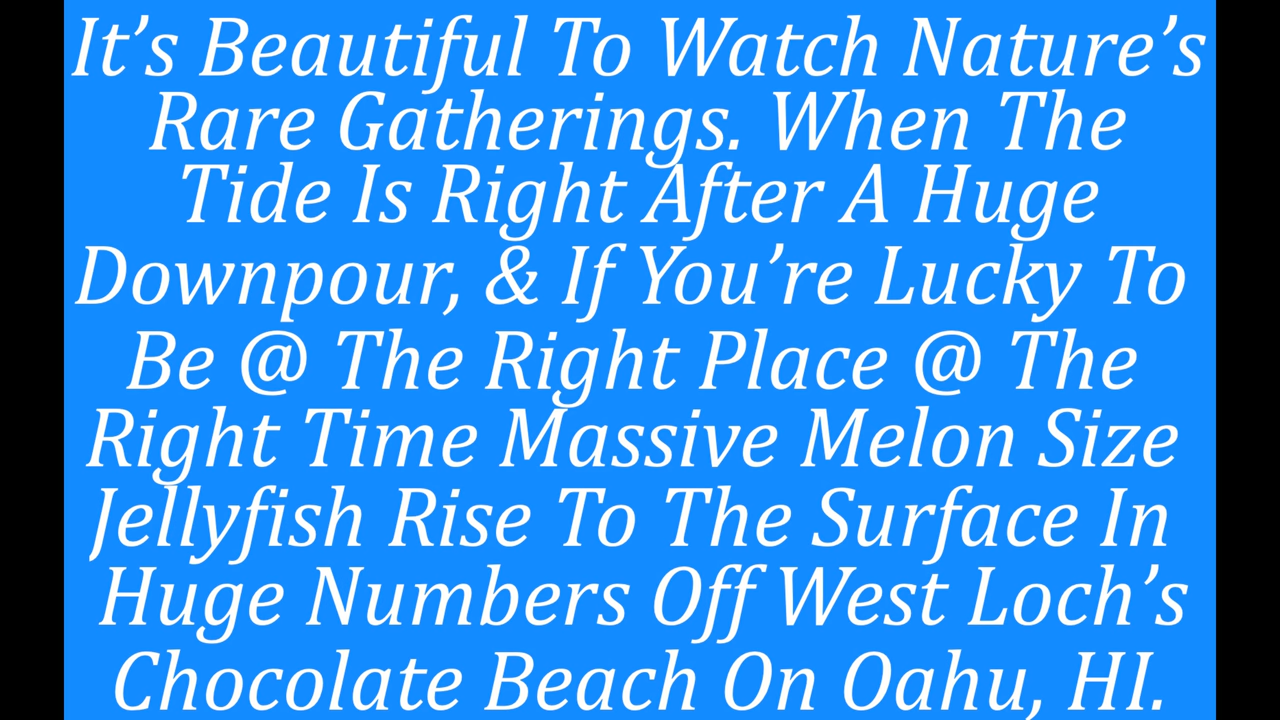 It’s Beautiful To Watch Nature’s
Rare Gatherings. When The
Tide Is Right After A Huge
Downpour, & If You’re Lucky To
Be @ The Right Place @ The
Right Time Massive Melon Size
Jellyfish Rise To The Surface In
Huge Numbers Off West Loch’s
Chocolate Beach On Oahu, HI.